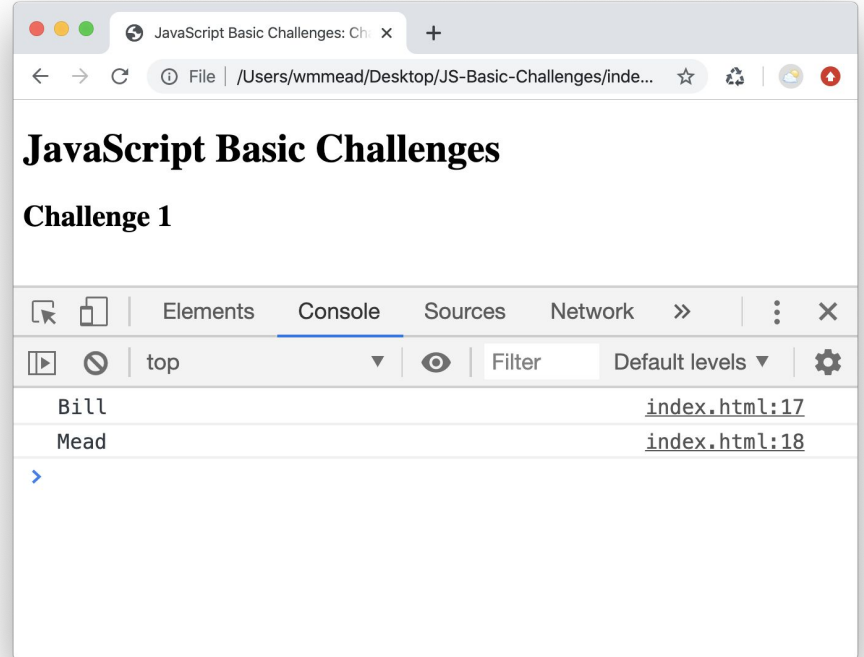 JavaScript Basic Challenges: Ch
File /Users/wmmead/Desktop/JS-Basic-Challenges/inde...
JavaScript Basic Challenges
Challenge 1
Elements Console Sources Network
top Filter Default levels
Bill index.html:17
Mead index.html:18